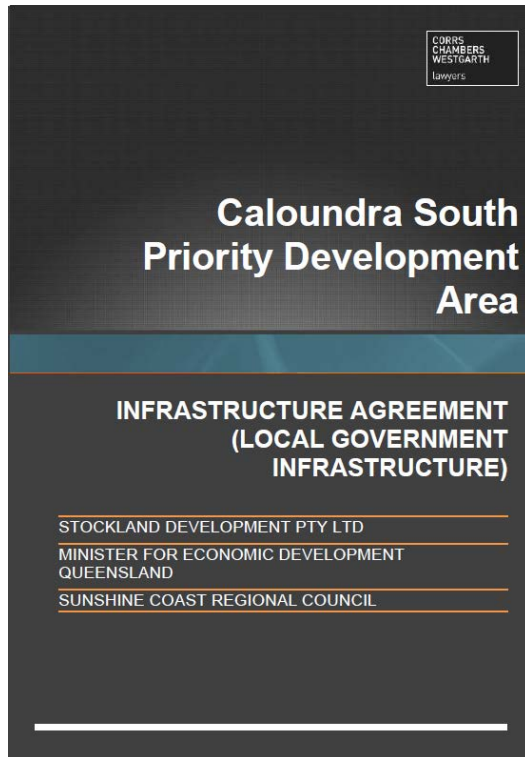 CORRS
CHAMBERS
WESTGARTH
lawyers
Caloundra South
Priority Development
Area
INFRASTRUCTURE AGREEMENT
(LOCAL GOVERNMENT
INFRASTRUCTURE)
STOCKLAND DEVELOPMENT PTY LTD
MINISTER FOR ECONOMIC DEVELOPMENT
QUEENSLAND
SUNSHINE COAST REGIONAL COUNCIL